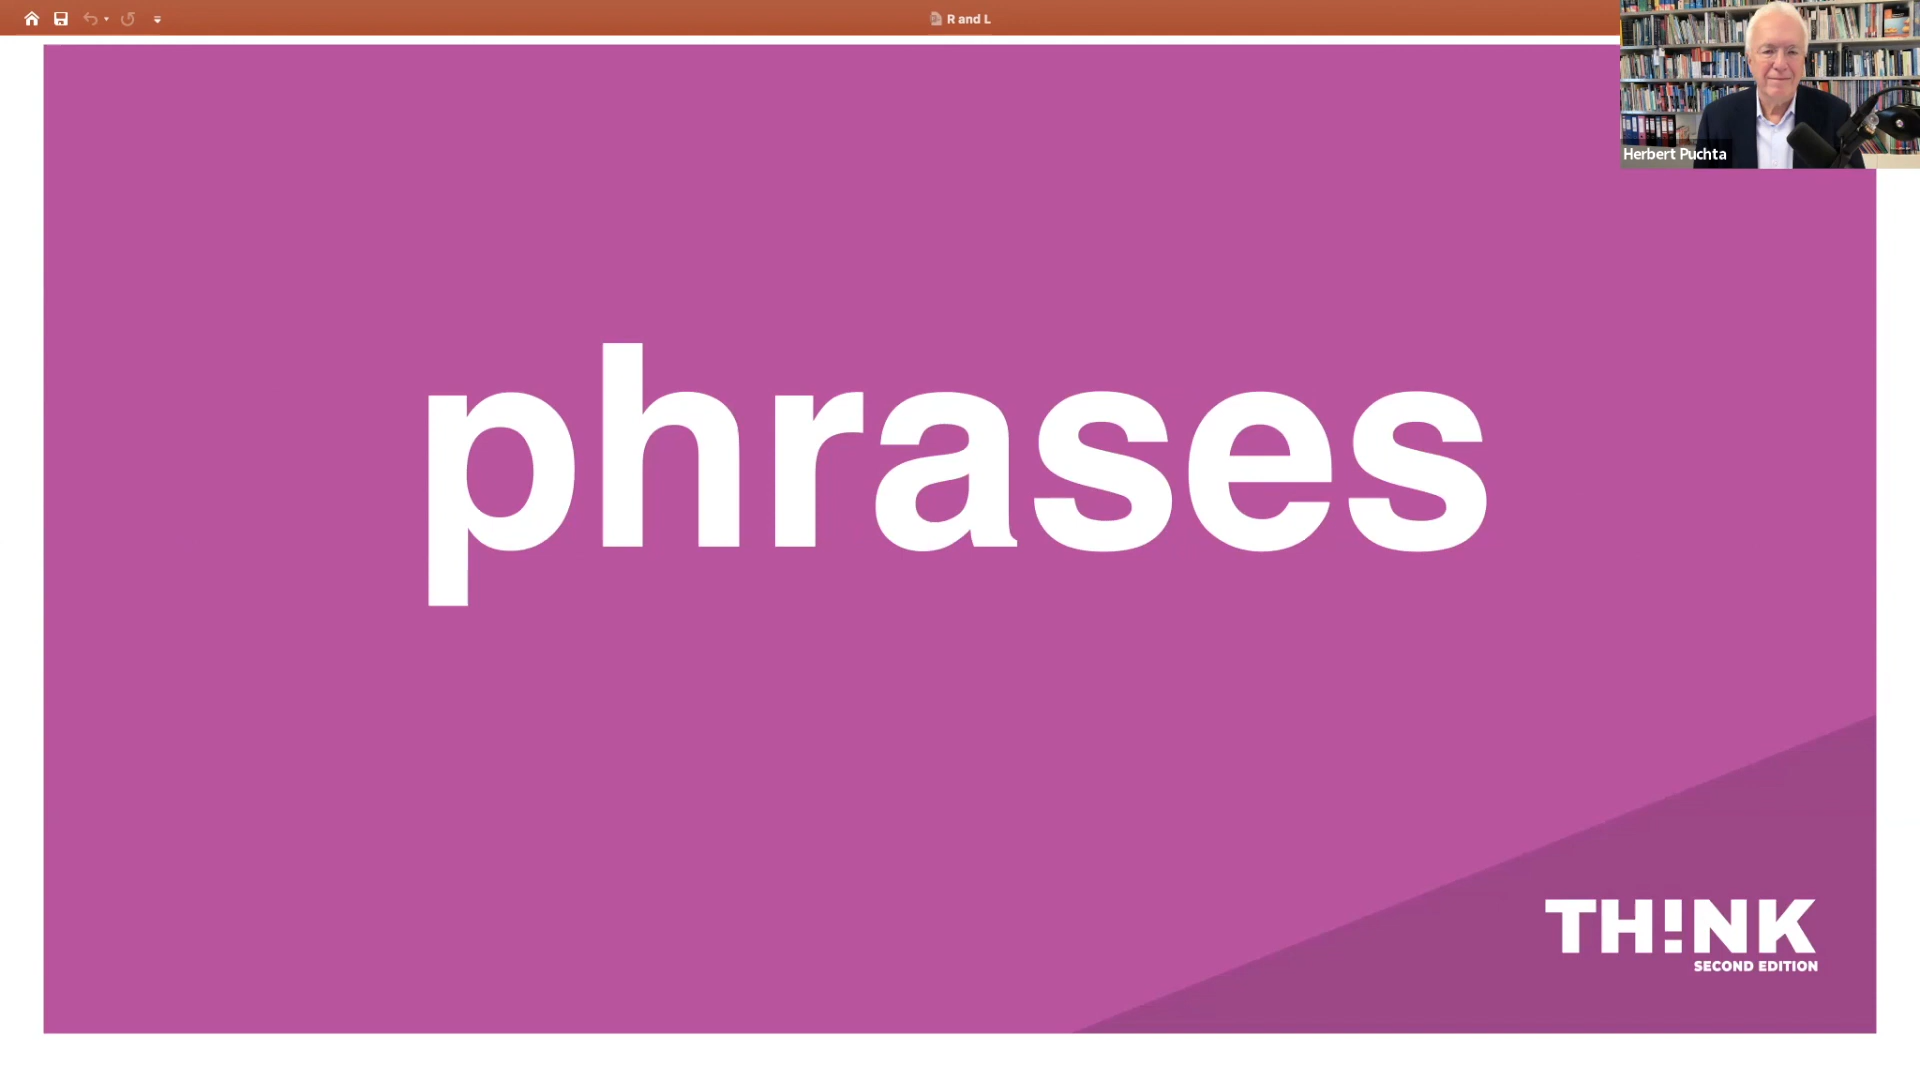 R and L
Herbert Puchta
phrases
TH!NK
SECOND EDITION